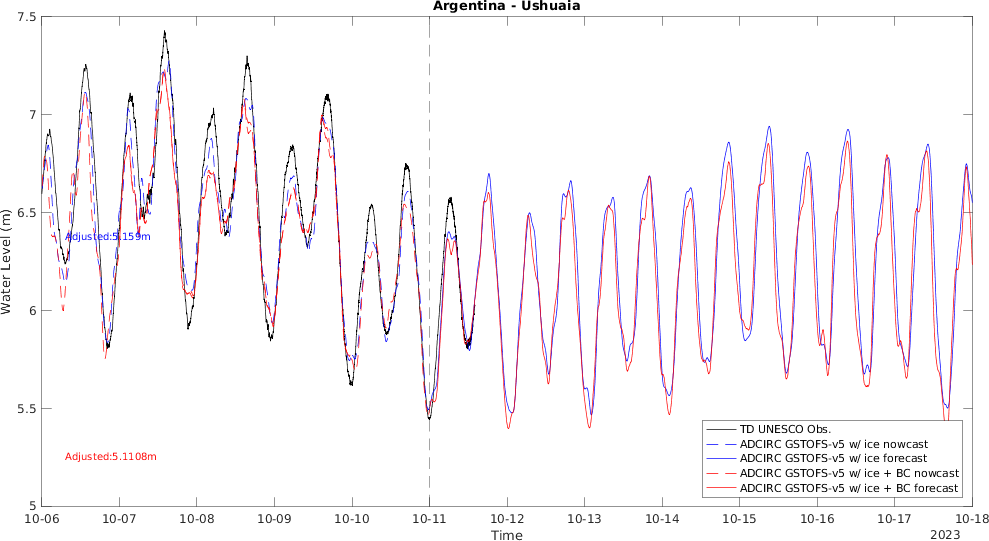 Argentina - Ushuaia
7.5
7
6.5
6
5.5
5
Water Level (m)
Adjusted:5.159m
Adjusted:5.1108m
TD UNESCO Obs.
ADCIRC GSTOFS-v5 w/ ice nowcast
ADCIRC GSTOFS-v5 w/ ice forecast
ADCIRC GSTOFS-v5 w/ ice + BC nowcast
ADCIRC GSTOFS-v5 w/ ice + BC forecast
10-06 10-07 10-08 10-09 10-10 10-11 10-12 10-13 10-14 10-15 10-16 10-17 10-18
Time
2023